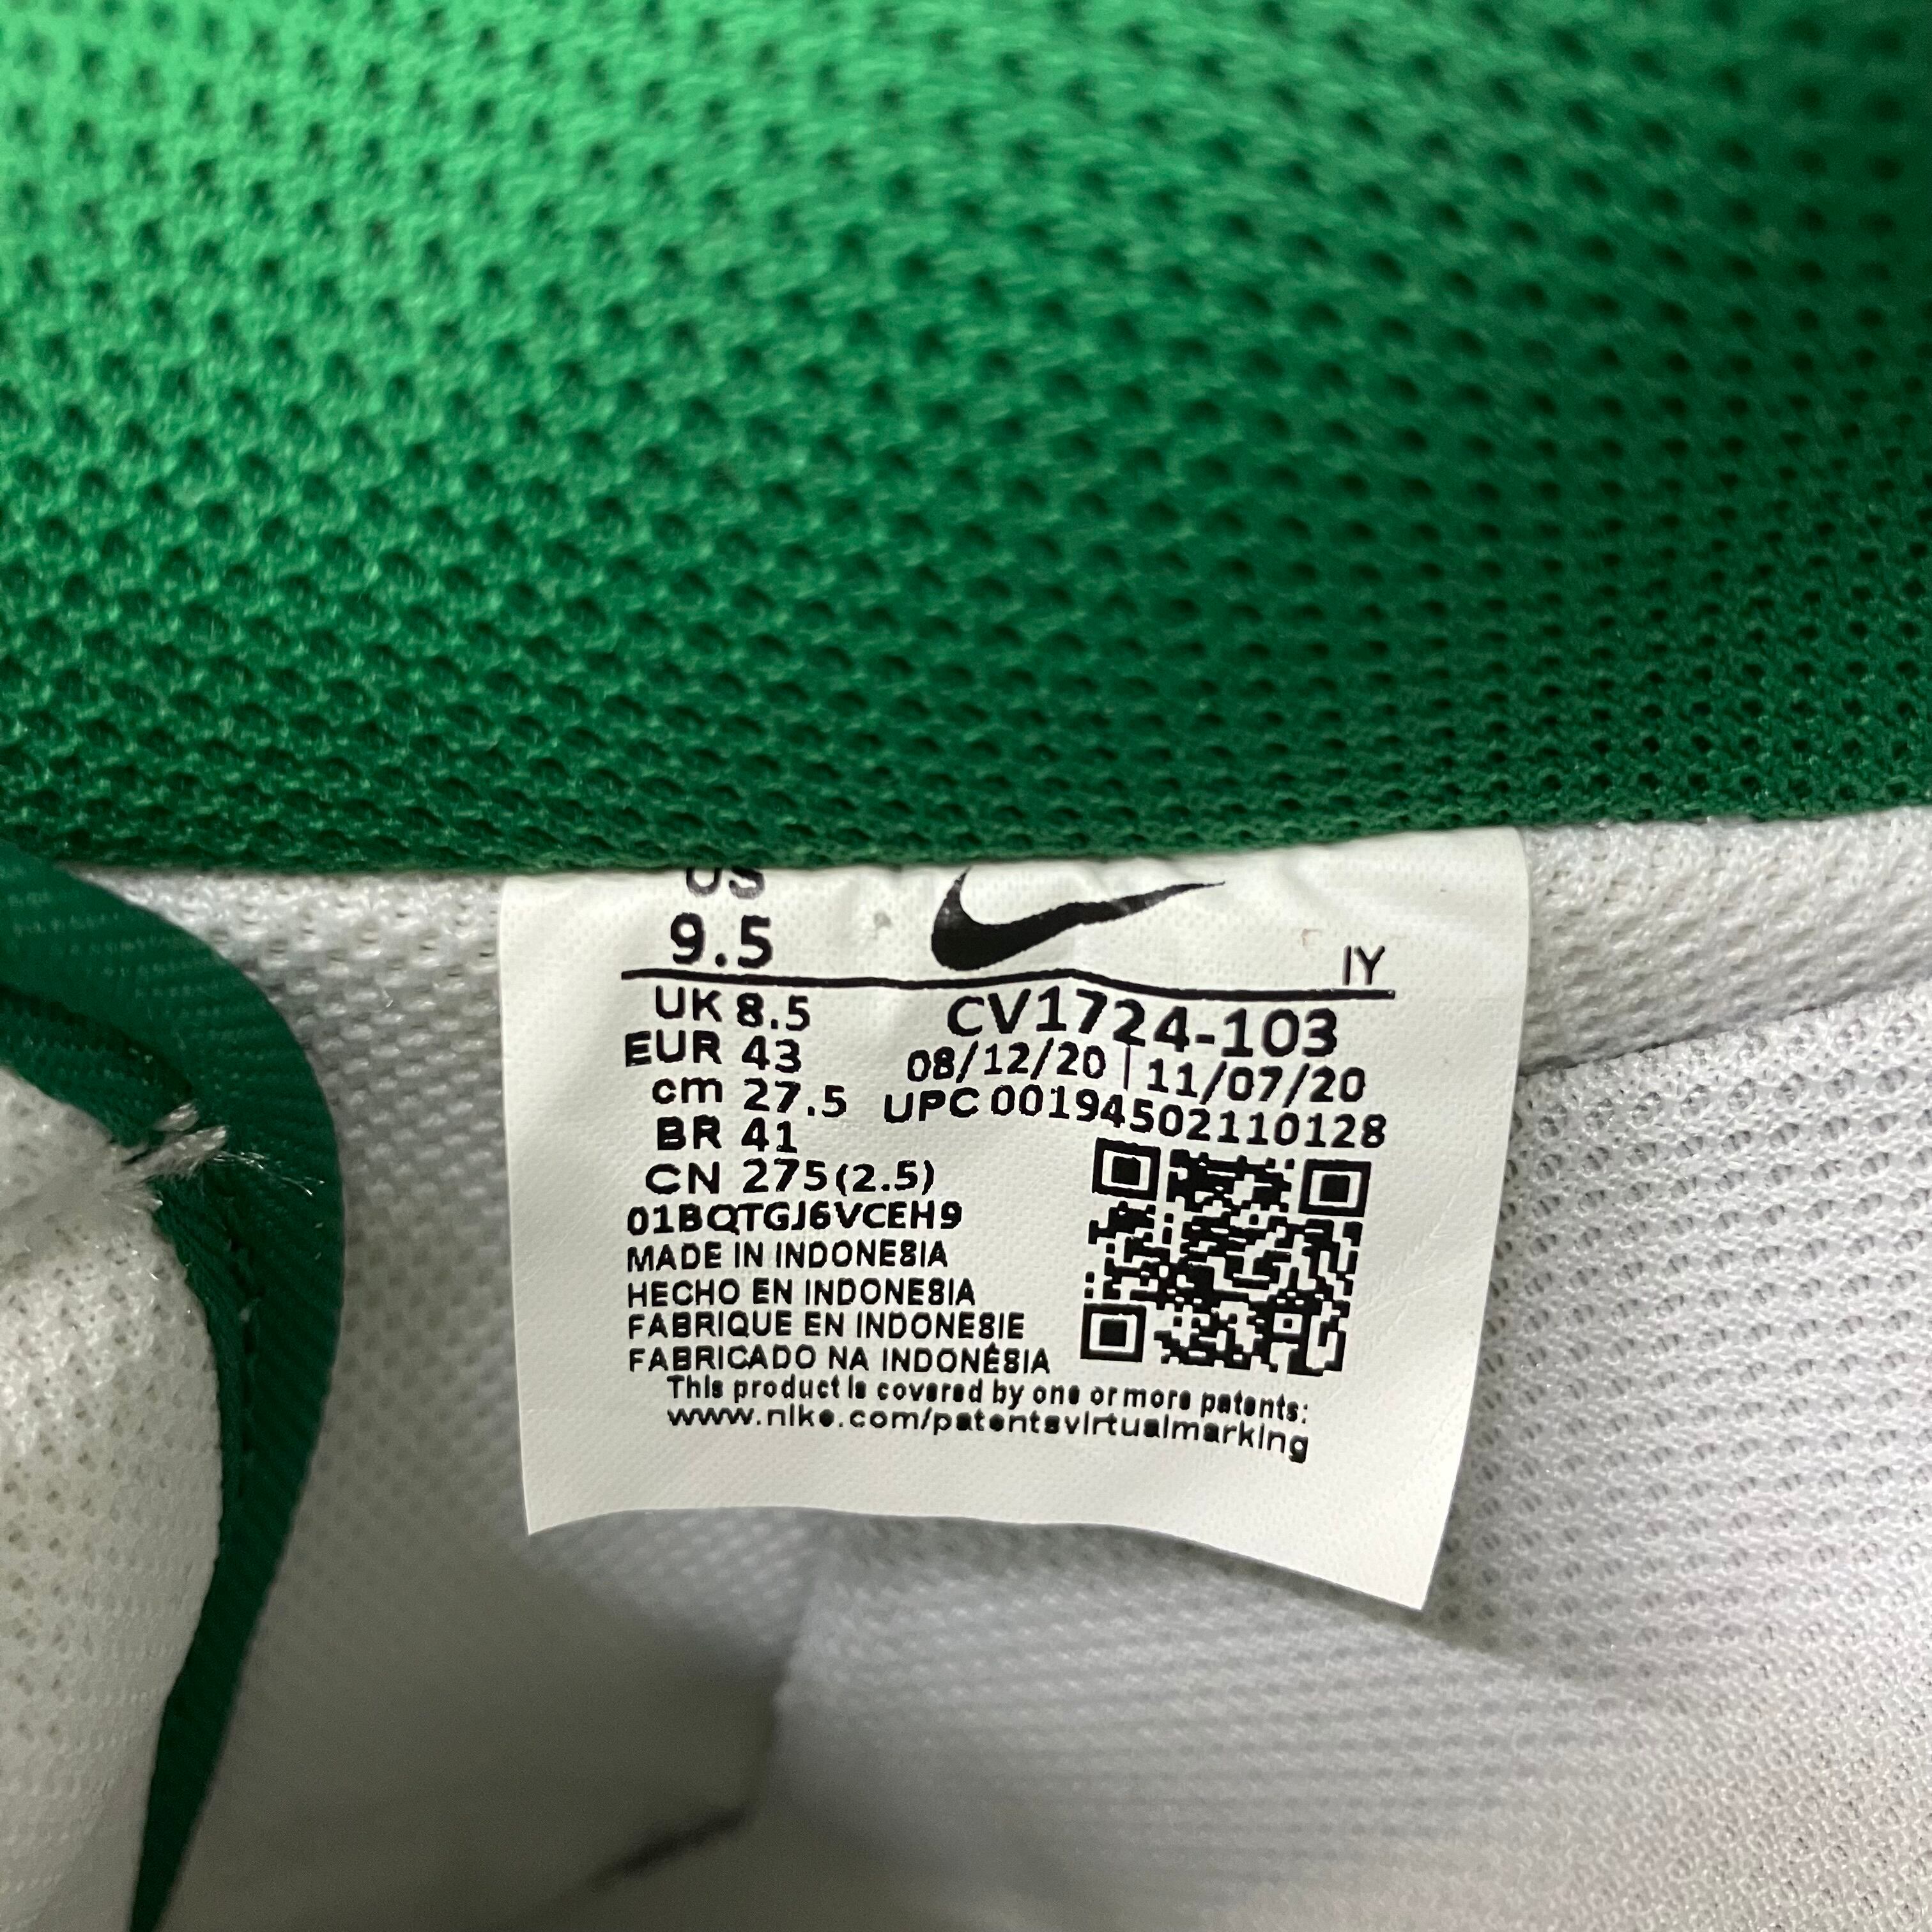 US
9.5
IY
UK 8.5
CV1724-103
EUR 43
08/12/20 | 11/07/20
cm 27.5
UPC 00194502110128
BR 41
CN 275(2.5)
01BQTGJ6VCEH9
MADE IN INDONESIA
HECHO EN INDONESIA
FABRIQUE EN INDONESIE
FABRICADO NA INDONÉSIA
This product is covered by one or more patents:
www.nike.com/patentsvirtualmarking